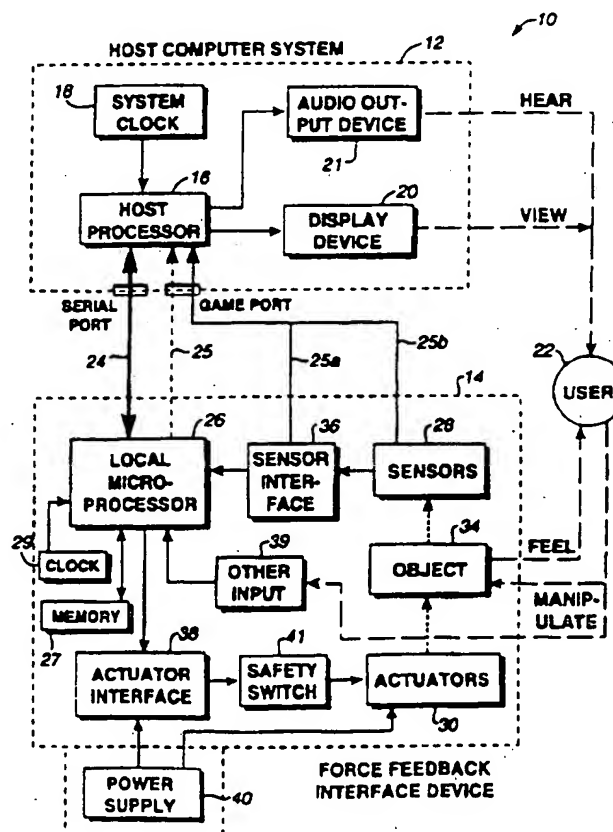 10
HOST COMPUTER SYSTEM
12
18
SYSTEM
CLOCK
AUDIO OUT-
PUT DEVICE
21
HEAR
16
HOST
PROCESSOR
20
DISPLAY
DEVICE
VIEW
SERIAL
PORT
GAME PORT
24
25
25a
25b
14
22
USER
26
LOCAL
MICRO-
PROCESSOR
36
SENSOR
INTER-
FACE
28
SENSORS
29
CLOCK
39
OTHER
INPUT
34
OBJECT
FEEL
MEMORY
27
MANIP-
ULATE
38
ACTUATOR
INTERFACE
41
SAFETY
SWITCH
ACTUATORS
30
POWER
SUPPLY
40
FORCE FEEDBACK
INTERFACE DEVICE